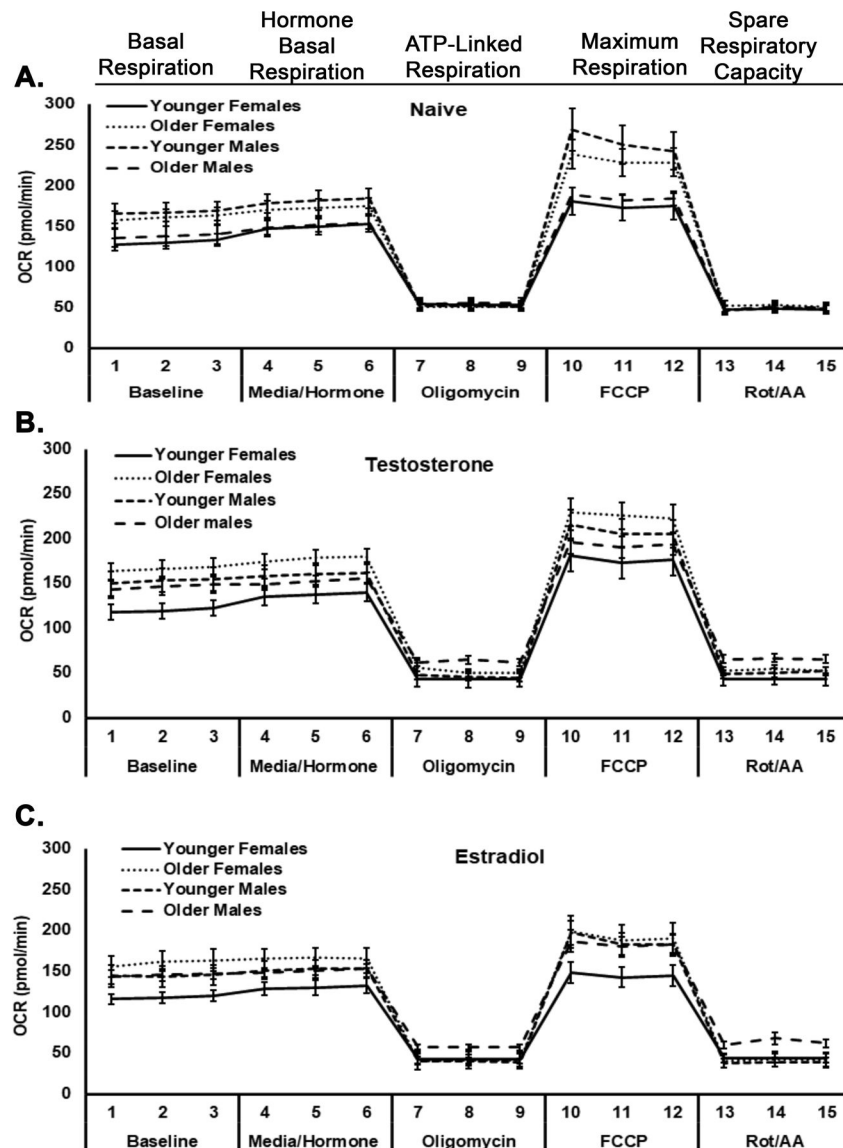 Basal Respiration
Hormone Basal Respiration
ATP-Linked Respiration
Maximum Respiration
Spare Respiratory Capacity
A.
Naive
Younger Females
Older Females
Younger Males
Older Males
OCR (pmol/min)
300
250
200
150
100
50
0
1 2 3 4 5 6 7 8 9 10 11 12 13 14 15
Baseline Media/Hormone Oligomycin FCCP Rot/AA
B.
Testosterone
Younger Females
Older Females
Younger Males
Older males
OCR (pmol/min)
300
250
200
150
100
50
0
1 2 3 4 5 6 7 8 9 10 11 12 13 14 15
Baseline Media/Hormone Oligomycin FCCP Rot/AA
C.
Estradiol
Younger Females
Older Females
Younger Males
Older Males
OCR (pmol/min)
300
250
200
150
100
50
0
1 2 3 4 5 6 7 8 9 10 11 12 13 14 15
Baseline Media/Hormone Oligomycin FCCP Rot/AA